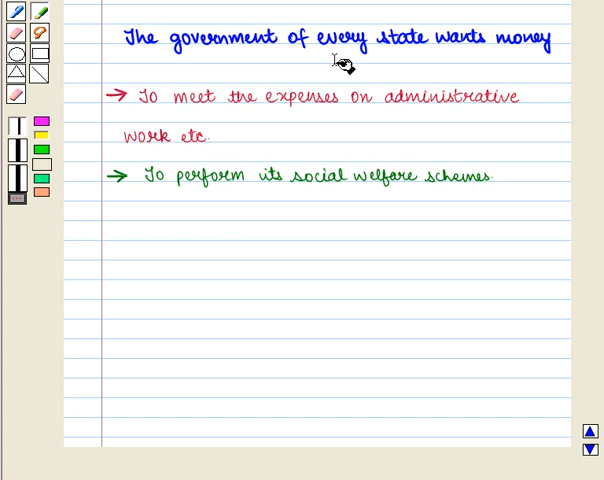 The government of every state wants money
→ To meet the expenses on administrative
work etc.
→ To perform its social welfare schemes.